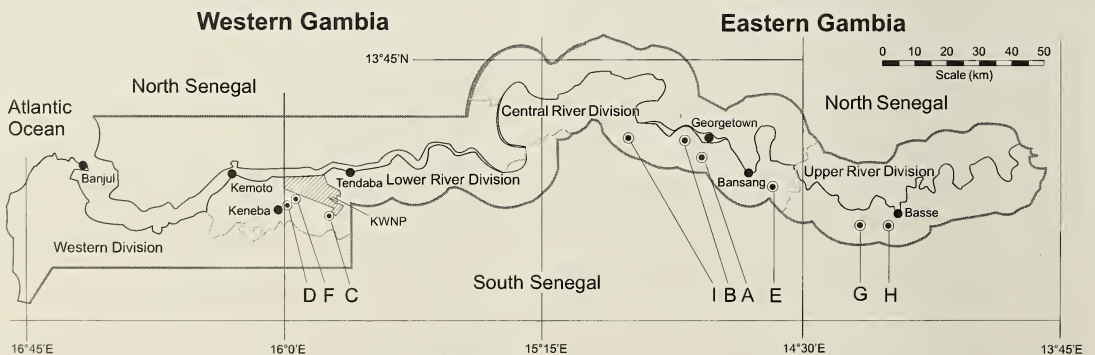 Western Gambia
Eastern Gambia
13°45'N
0 10 20 30 40 50
Scale (km)
North Senegal
North Senegal
Atlantic
Ocean
Central River Division
Georgetown
Banjul
Kemoto
Tendaba
Lower River Division
Bansang
Upper River Division
Keneba
KWNP
Basse
Western Division
South Senegal
D F C
I B A E G H
16°45'E
16°0'E
15°15'E
14°30'E
13°45'E